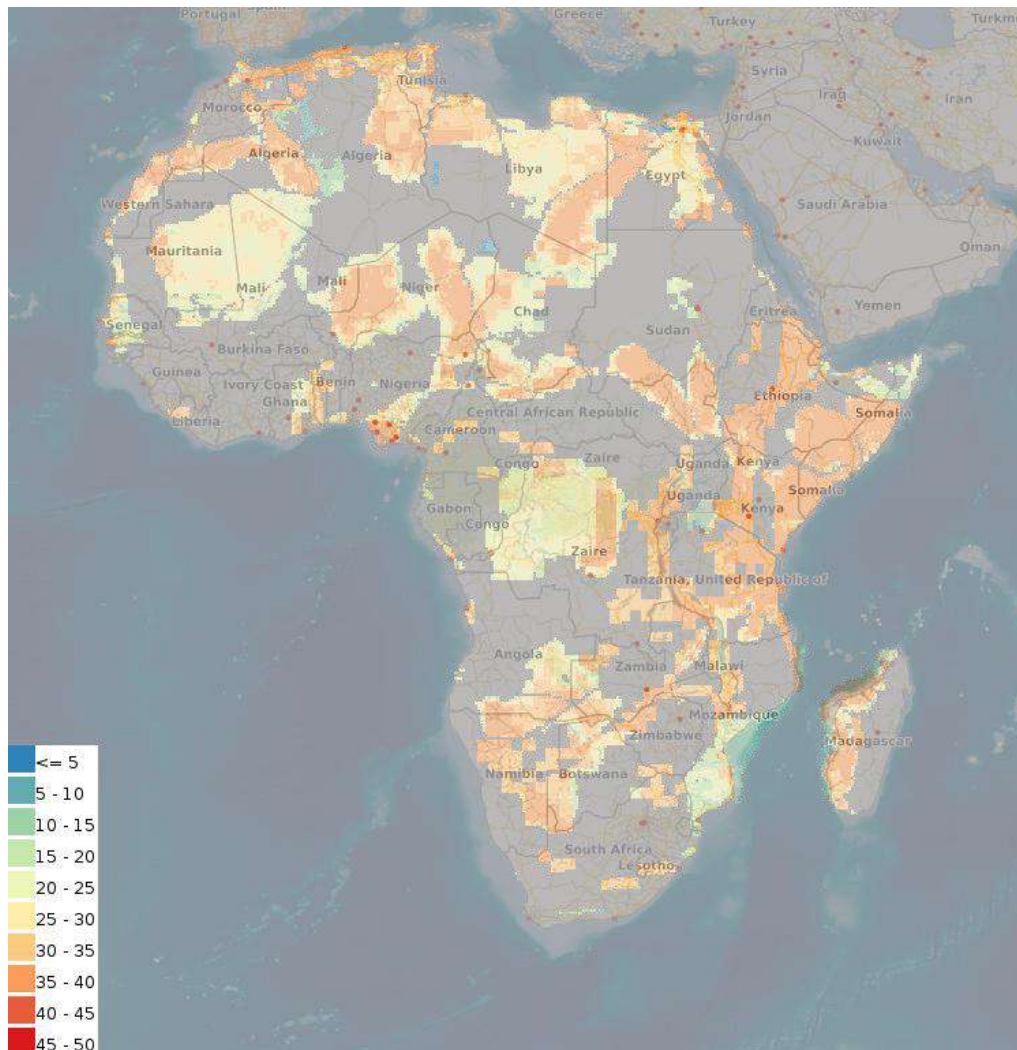 Spain
Portugal
Greece
Turkey
Turkm
Syria
Tunisia
Iraq
Iran
Morocco
Jordan
Kuwait
Algeria
Algeria
Libya
Egypt
Western Sahara
Saudi Arabia
Mauritania
Oman
Mali
Mali
Niger
Chad
Yemen
Senegal
Sudan
Eritrea
Burkina Faso
Guinea
Ivory Coast
Benin
Nigeria
Ghana
Ethiopia
Liberia
Central African Republic
Somalia
Cameroon
Congo
Zaire
Uganda
Kenya
Uganda
Somalia
Gabon
Kenya
Congo
Zaire
Tanzania, United Republic of
Angola
Zambia
Malawi
Mozambique
Zimbabwe
Madagascar
Namibia
Botswana
South Africa
Lesotho
<= 5
5 - 10
10 - 15
15 - 20
20 - 25
25 - 30
30 - 35
35 - 40
40 - 45
45 - 50